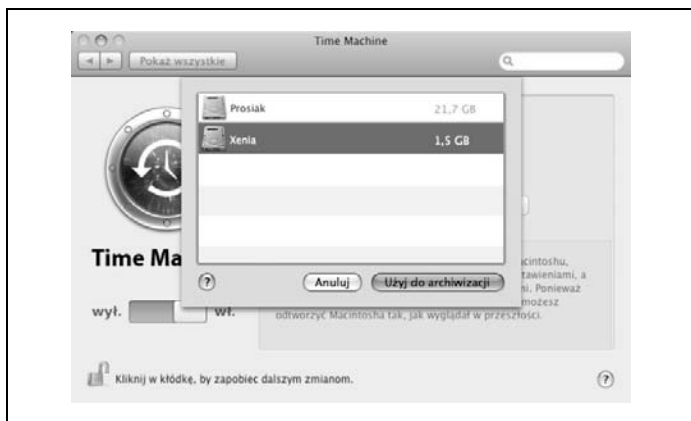 Time Machine
Pokaż wszystkie
Prosiak 21,7 GB
Xenia 1,5 GB
Time Ma
cintoshu,
tawieniami, a
ni. Ponieważ
możesz
odtworzyć Macintosha tak, jak wyglądał w przeszłości.
? Anuluj Użyj do archiwizacji
wył. wł.
Kliknij w kłódkę, by zapobiec dalszym zmianom. ?